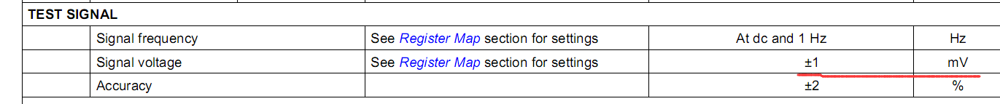 TEST SIGNAL
Signal frequency See Register Map section for settings At dc and 1 Hz Hz
Signal voltage See Register Map section for settings ±1 mV
Accuracy ±2 %